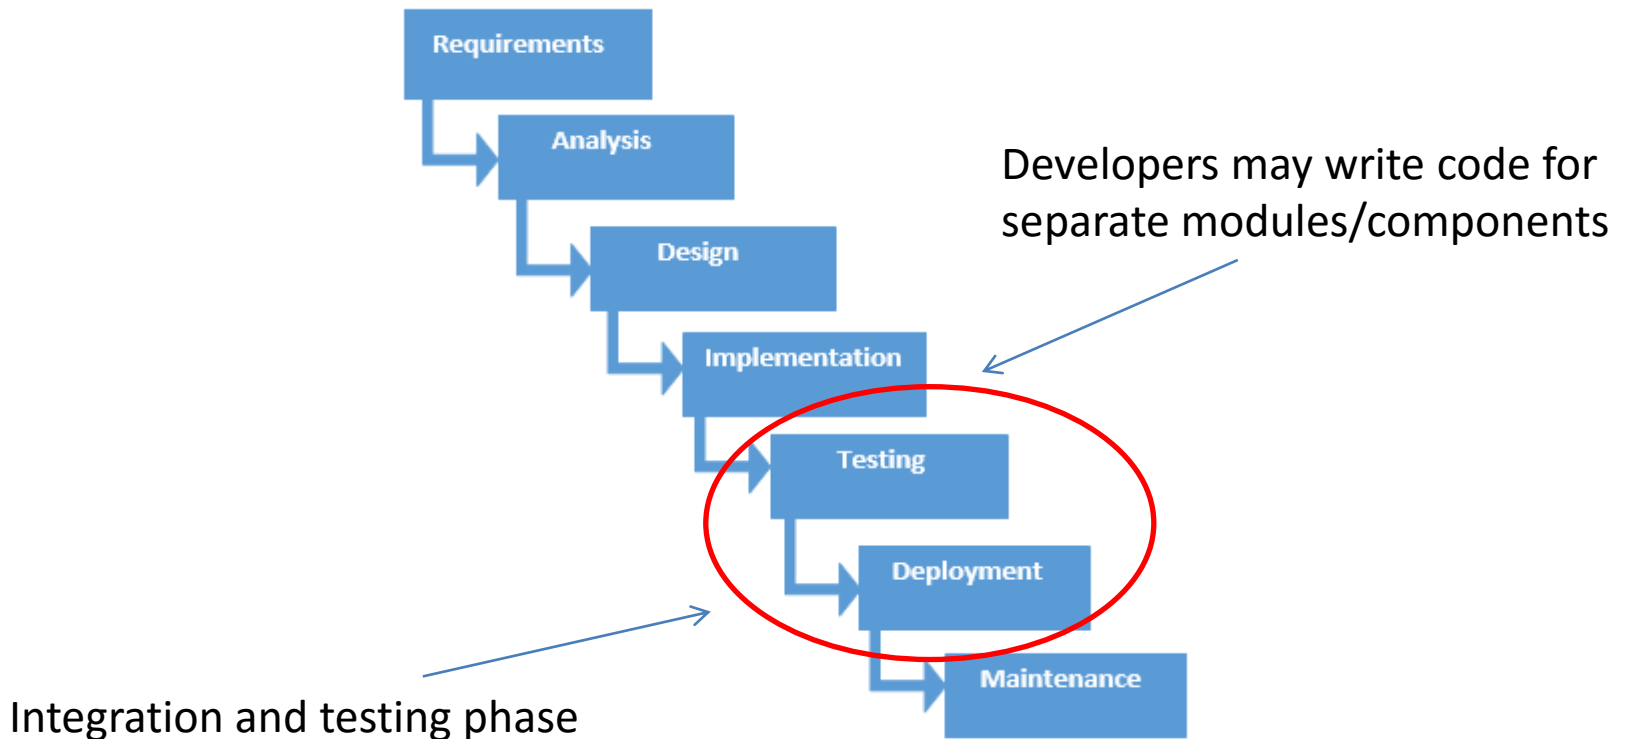 Requirements
Analysis
Developers may write code for
separate modules/components
Design
Implementation
Testing
Deployment
Maintenance
Integration and testing phase